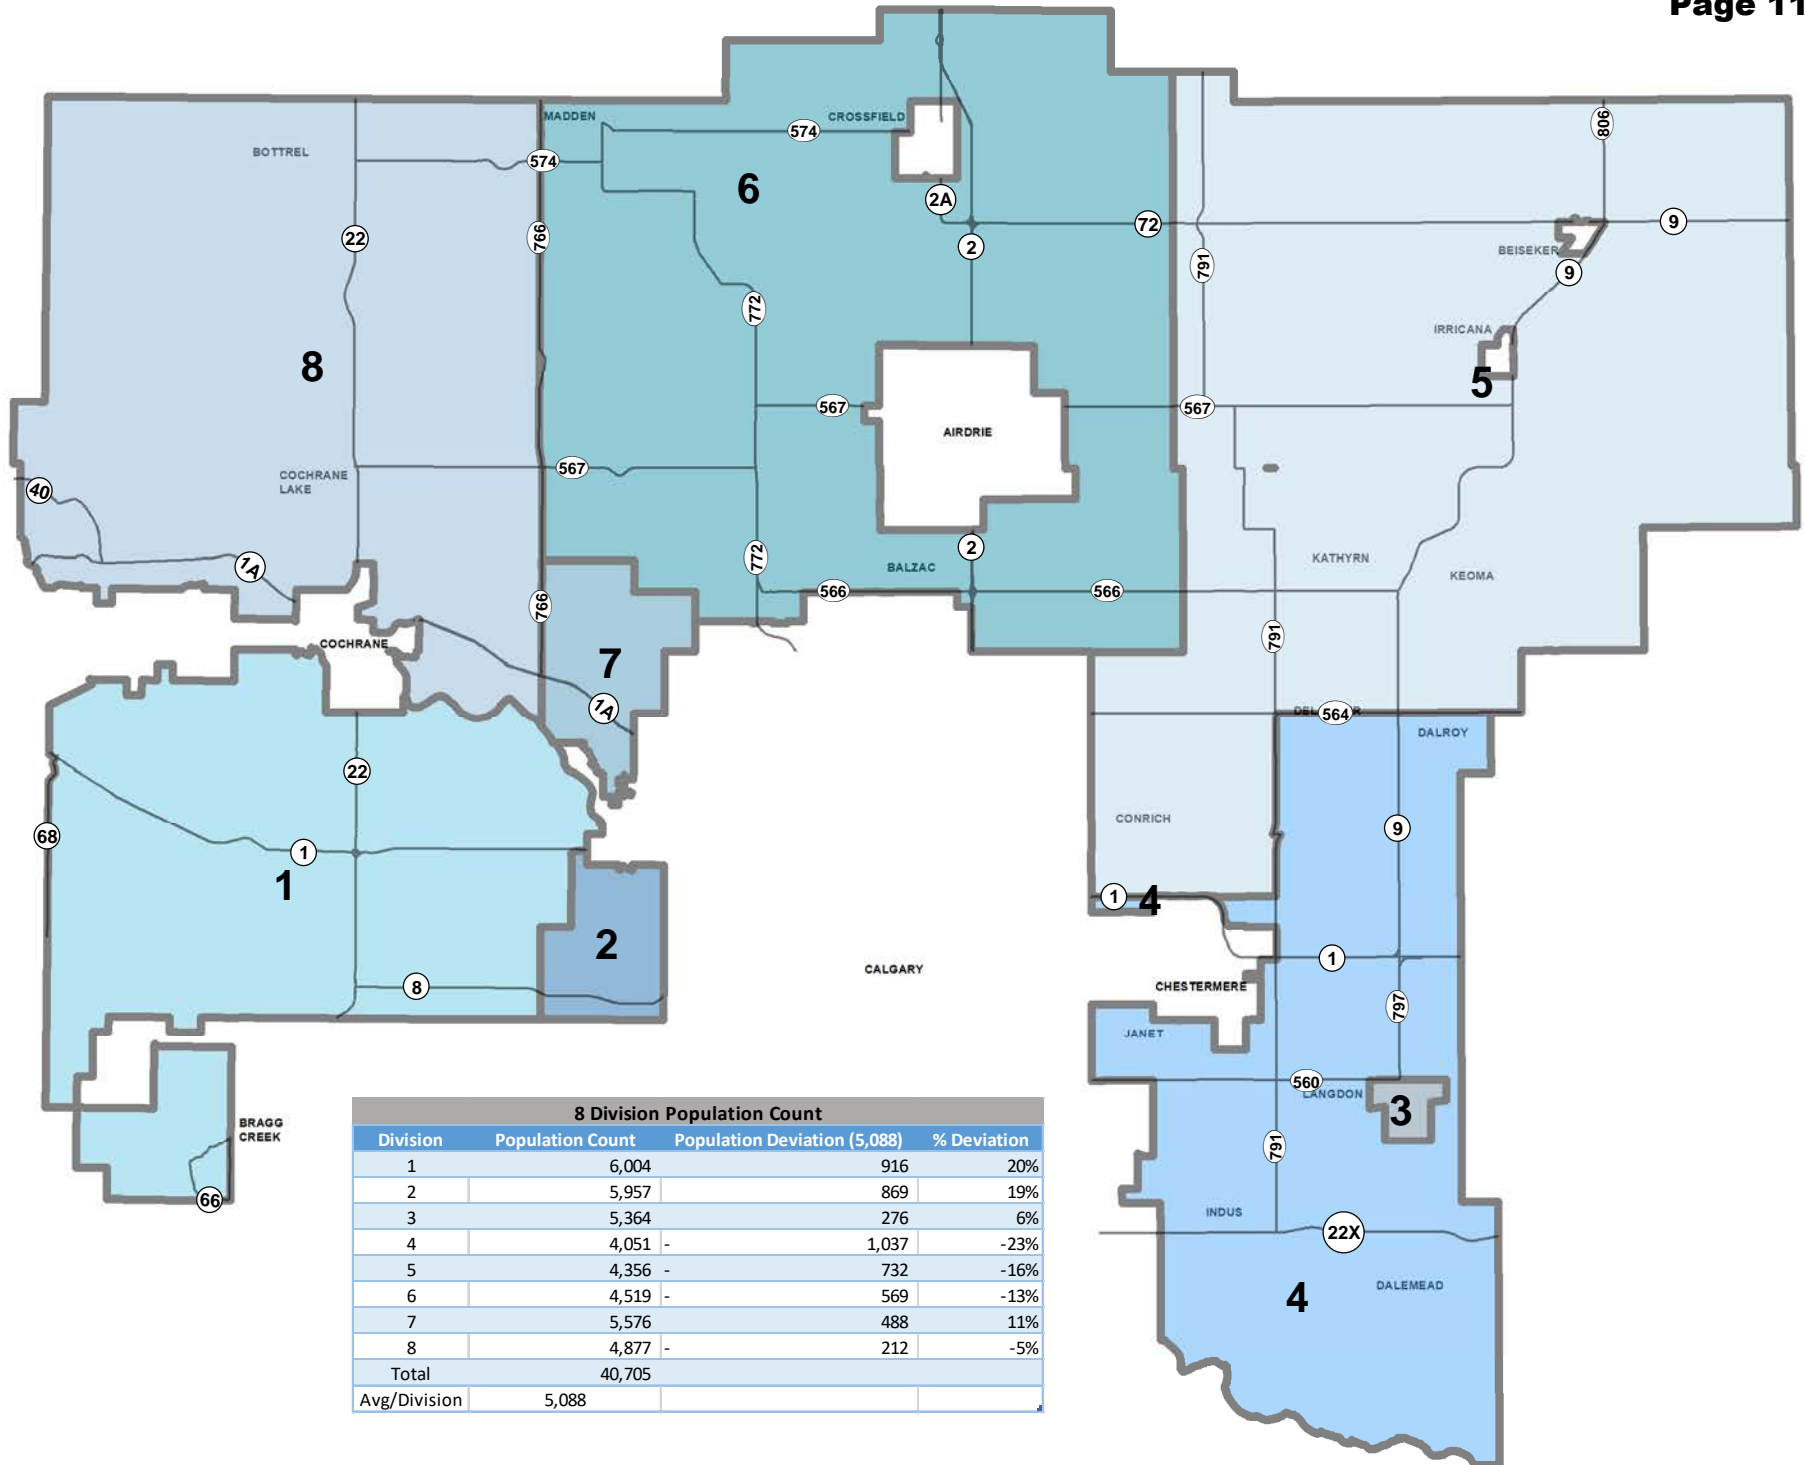 Page 11
MADDEN
CROSSFIELD
806
574
BOTTREL
574
6
2A
72
9
22
766
2
BEISEKER
791
9
772
IRRICANA
8
5
567
567
AIRDRIE
COCHRANE
LAKE
567
40
2
772
KATHYRN
1A
BALZAC
KEOMA
566
566
766
791
COCHRANE
7
1A
564
DALROY
22
CONRICH
9
68
1
1
1
4
2
1
CALGARY
8
CHESTERMERE
797
JANET
560
LANGDON
3
BRAGG
CREEK
791
66
INDUS
22X
DALEMEAD
4
8 Division Population Count
Division Population Count Population Deviation (5,088) % Deviation
1 6,004 916 20%
2 5,957 869 19%
3 5,364 276 6%
4 4,051 - 1,037 -23%
5 4,356 - 732 -16%
6 4,519 - 569 -13%
7 5,576 488 11%
8 4,877 - 212 -5%
Total 40,705
Avg/Division 5,088